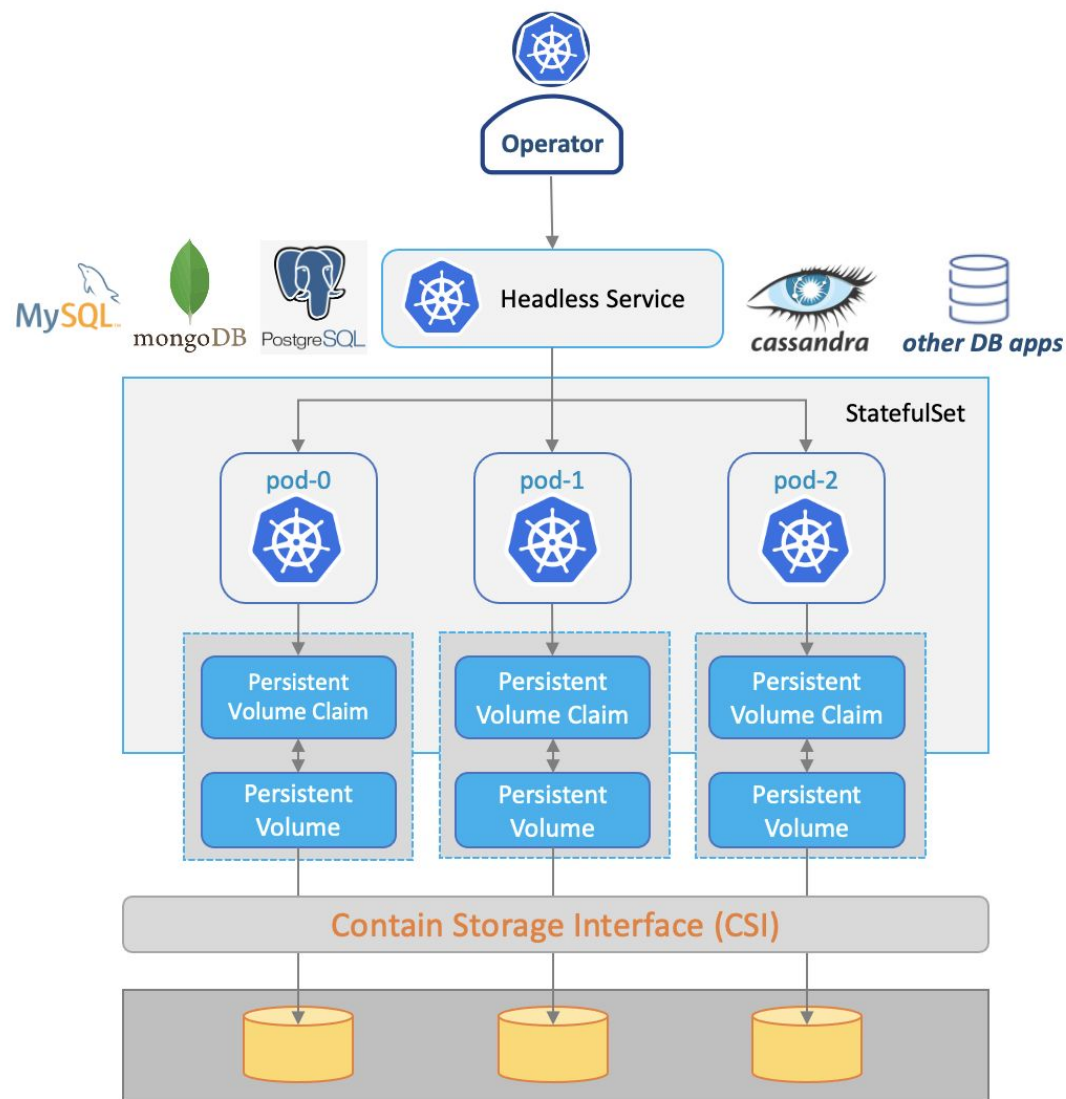 Operator
MySQL™
mongoDB
PostgreSQL
Headless Service
cassandra
other DB apps
StatefulSet
pod-0
pod-1
pod-2
Persistent
Volume Claim
Persistent
Volume Claim
Persistent
Volume Claim
Persistent
Volume
Persistent
Volume
Persistent
Volume
Contain Storage Interface (CSI)